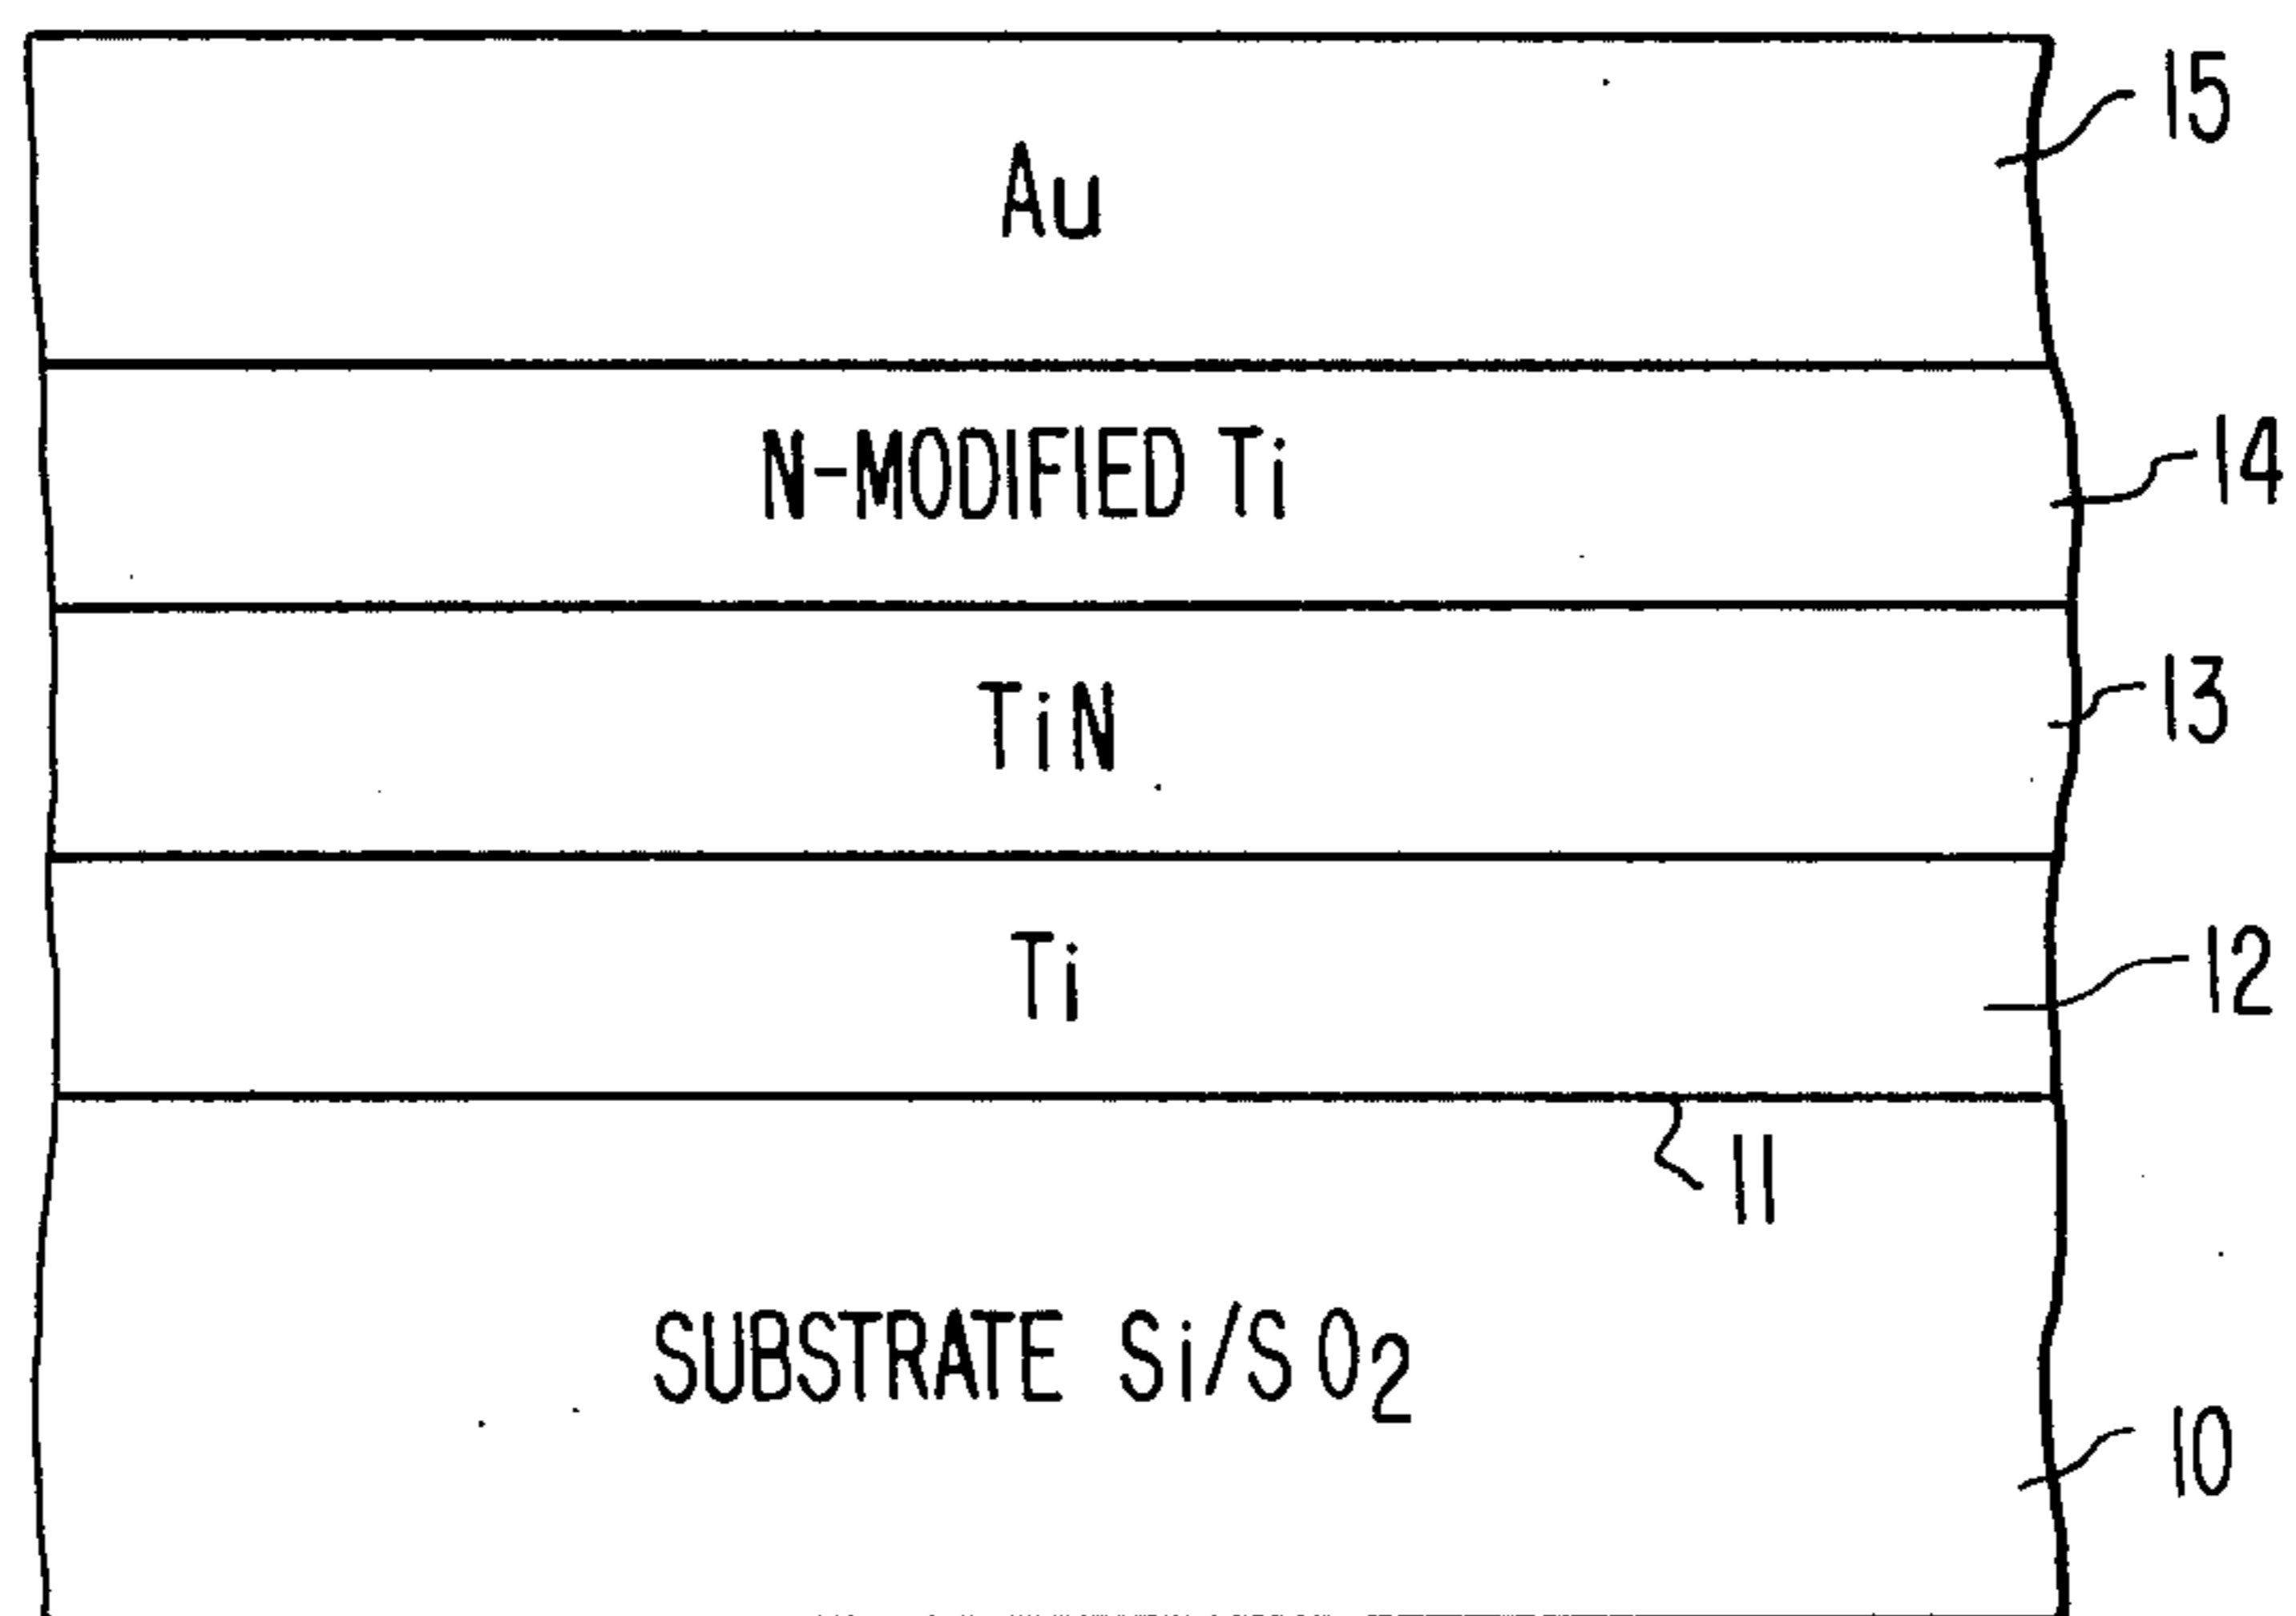 Au
15
N-MODIFIED Ti
14
TiN
13
Ti
12
11
SUBSTRATE Si/S O2
10